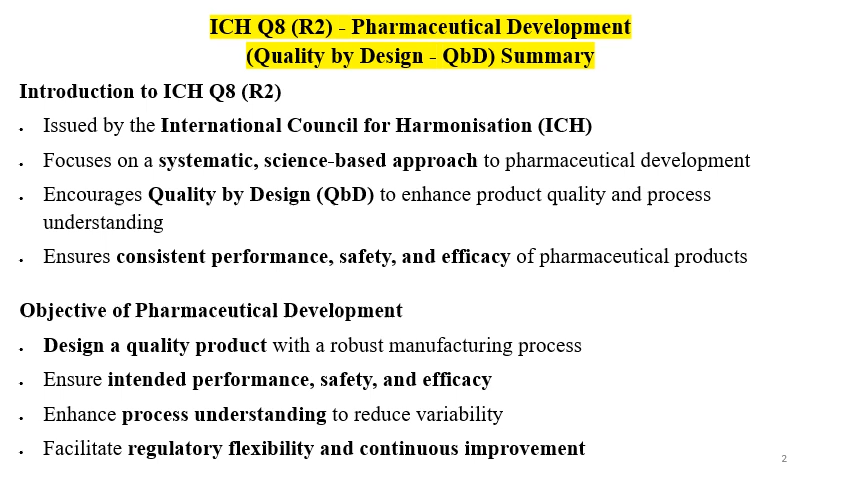 ICH Q8 (R2) - Pharmaceutical Development
(Quality by Design - QbD) Summary
Introduction to ICH Q8 (R2)
• Issued by the International Council for Harmonisation (ICH)
• Focuses on a systematic, science-based approach to pharmaceutical development
• Encourages Quality by Design (QbD) to enhance product quality and process
understanding
• Ensures consistent performance, safety, and efficacy of pharmaceutical products
Objective of Pharmaceutical Development
• Design a quality product with a robust manufacturing process
• Ensure intended performance, safety, and efficacy
• Enhance process understanding to reduce variability
• Facilitate regulatory flexibility and continuous improvement
2